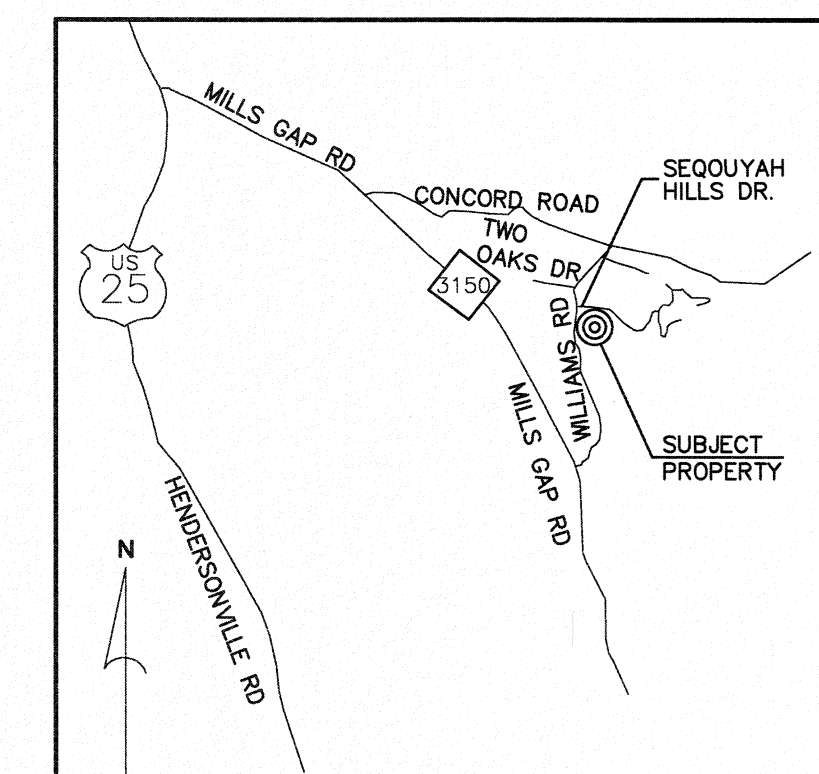 MILLS GAP RD
SEQOUYAH
HILLS DR.
CONCORD ROAD
TWO
OAKS DR
US
25
3150
WILLIAMS RD
MILLS GAP RD
SUBJECT
PROPERTY
HENDERSONVILLE RD
N